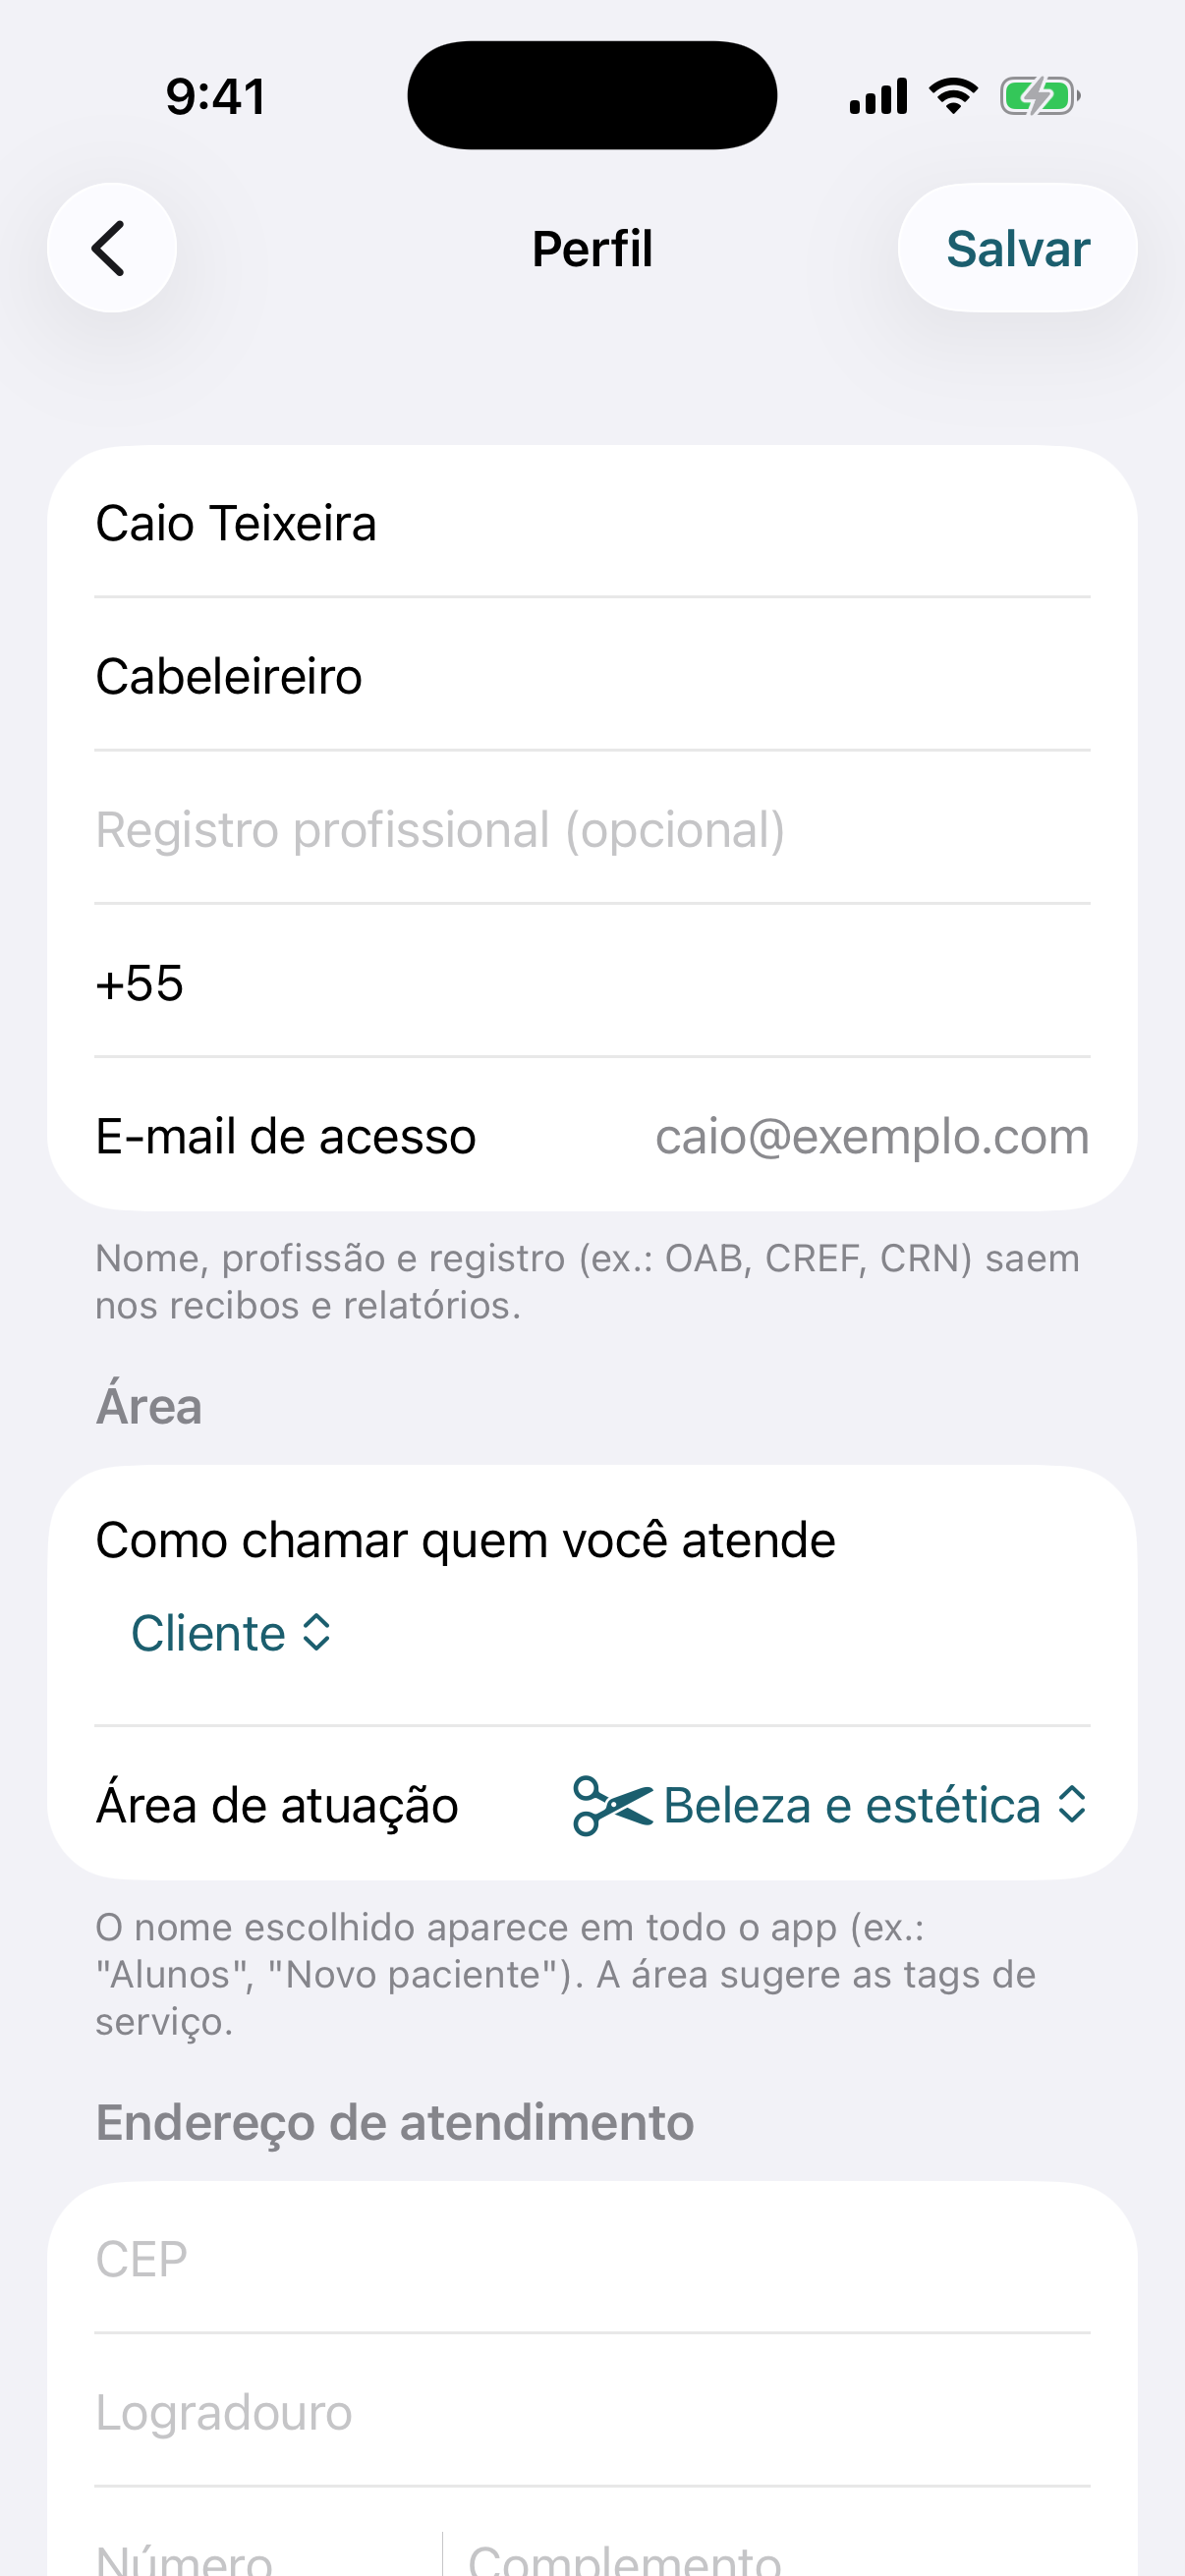 9:41
Perfil
Salvar
Caio Teixeira
Cabeleireiro
Registro profissional (opcional)
+55
E-mail de acesso caio@exemplo.com
Nome, profissão e registro (ex.: OAB, CREF, CRN) saem
nos recibos e relatórios.
Área
Como chamar quem você atende
Cliente
Área de atuação Beleza e estética
O nome escolhido aparece em todo o app (ex.:
"Alunos", "Novo paciente"). A área sugere as tags de
serviço.
Endereço de atendimento
CEP
Logradouro
Número Complemento